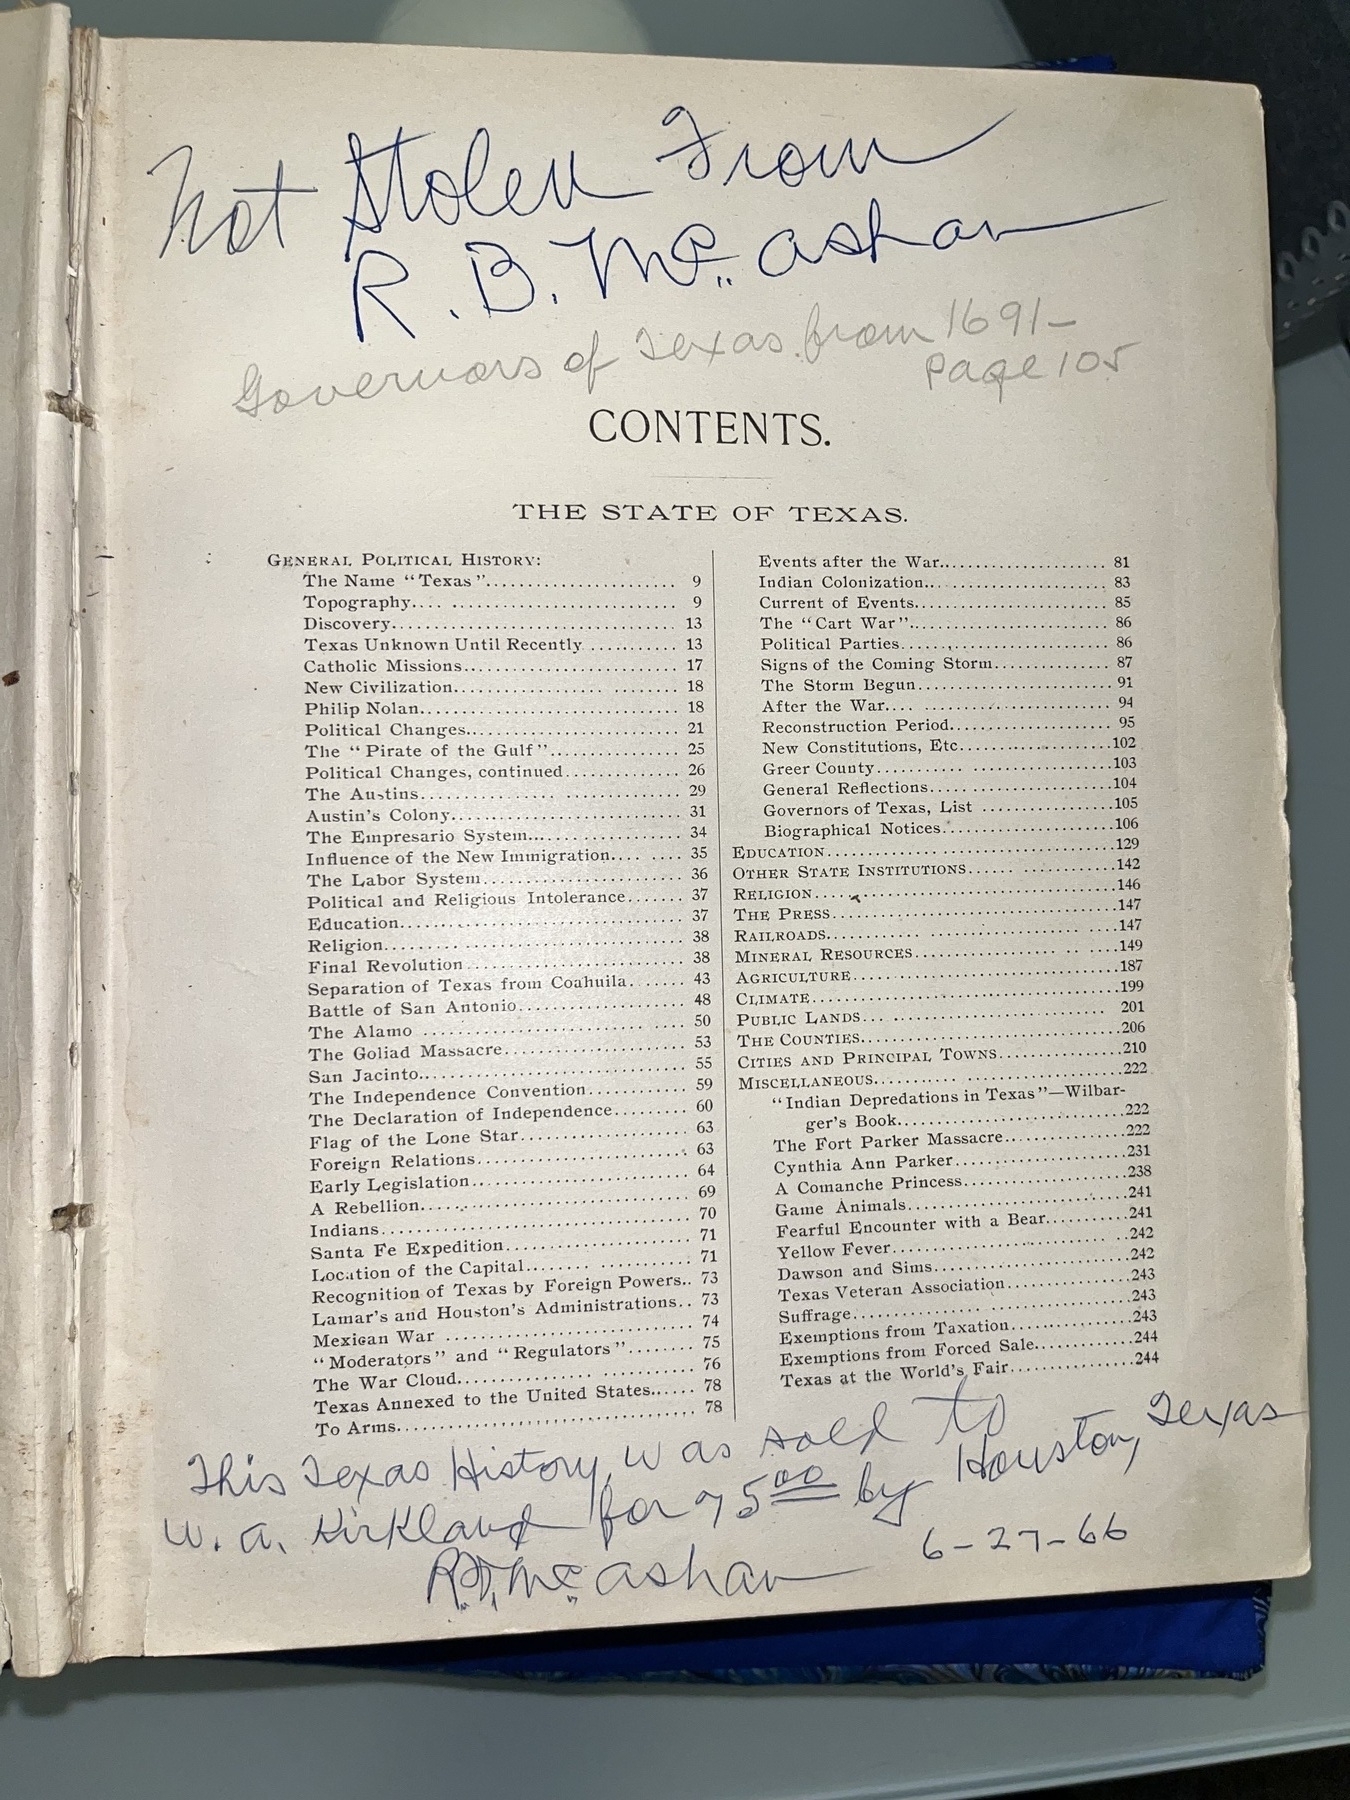 Not Stolen From
R. B. Mc. ashan
Governors of Texas from 1691-
Page 105
CONTENTS.
THE STATE OF TEXAS.
GENERAL POLITICAL HISTORY:
The Name "Texas"........................ 9
Topography.... ............................ 9
Discovery.................................. 13
Texas Unknown Until Recently ............ 13
Catholic Missions.......................... 17
New Civilization.................... ........ 18
Philip Nolan............................... 18
Political Changes.......................... 21
The "Pirate of the Gulf"................ 25
Political Changes, continued.............. 26
The Austins................................ 29
Austin's Colony............................ 31
The Empresario System................... 34
Influence of the New Immigration.... .... 35
The Labor System......................... 36
Political and Religious Intolerance....... 37
Education.................................. 37
Religion................................... 38
Final Revolution........................... 38
Separation of Texas from Coahuila....... 43
Battle of San Antonio..................... 48
The Alamo ................................ 50
The Goliad Massacre...................... 53
San Jacinto................................ 55
The Independence Convention............ 59
The Declaration of Independence......... 60
Flag of the Lone Star..................... 63
Foreign Relations.......................... 63
Early Legislation.......................... 64
A Rebellion................................ 69
Indians.................................... 70
Santa Fe Expedition....................... 71
Location of the Capital.................... 71
Recognition of Texas by Foreign Powers.. 73
Lamar's and Houston's Administrations.. 73
Mexican War .............................. 74
"Moderators" and "Regulators"........ 75
The War Cloud............................ 76
Texas Annexed to the United States...... 78
To Arms................................... 78
Events after the War...................... 81
Indian Colonization........................ 83
Current of Events......................... 85
The "Cart War".......................... 86
Political Parties........................... 86
Signs of the Coming Storm............... 87
The Storm Begun......................... 91
After the War.... ........................ 94
Reconstruction Period..................... 95
New Constitutions, Etc....................102
Greer County..............................103
General Reflections........................104
Governors of Texas, List .................105
Biographical Notices.......................106
EDUCATION..................................129
OTHER STATE INSTITUTIONS...... ............142
RELIGION....................................146
THE PRESS..................................147
RAILROADS..................................147
MINERAL RESOURCES.........................149
AGRICULTURE................................187
CLIMATE....................................199
PUBLIC LANDS... .......................... 201
THE COUNTIES...............................206
CITIES AND PRINCIPAL TOWNS................210
MISCELLANEOUS..............................222
"Indian Depredations in Texas"—Wilbar-
ger's Book............................222
The Fort Parker Massacre................222
Cynthia Ann Parker.......................231
A Comanche Princess.....................238
Game Animals............................241
Fearful Encounter with a Bear...........241
Yellow Fever..............................242
Dawson and Sims.........................242
Texas Veteran Association................243
Suffrage..................................243
Exemptions from Taxation...............243
Exemptions from Forced Sale............244
Texas at the World's Fair................244
This Texas History, was sold to
W. A. Kirkland for 75 00 by Houston, Texas
R. B. Mc ashan 6-27-66